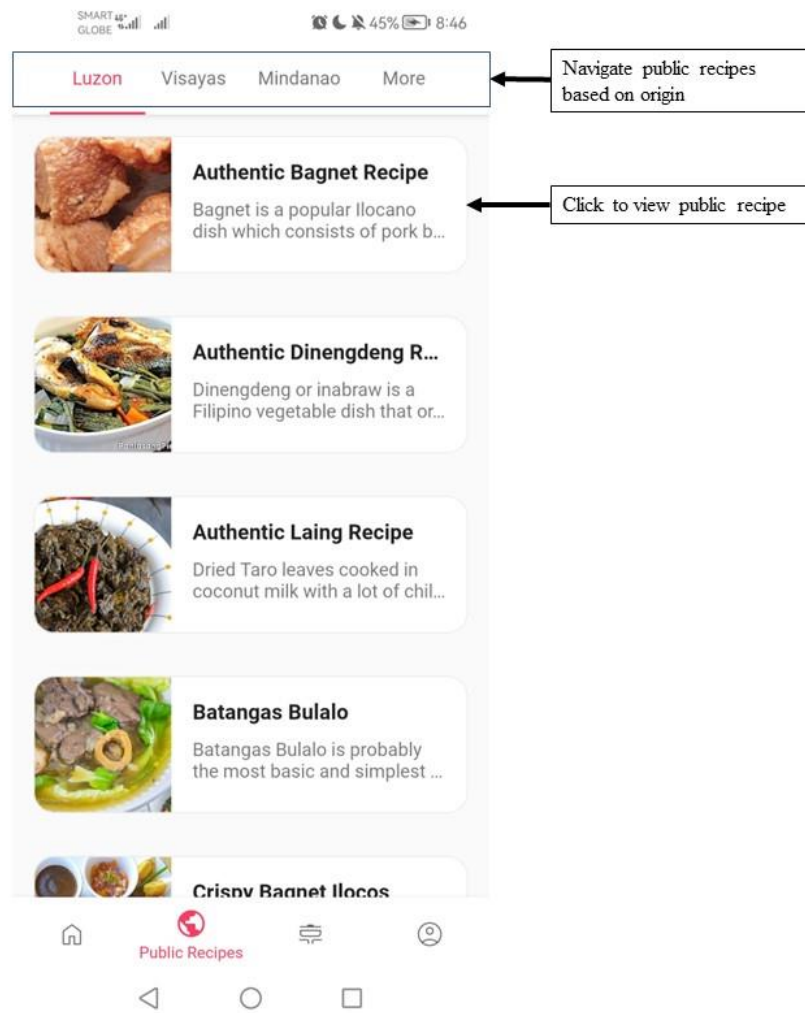 SMART
GLOBE
45% 8:46
Luzon Visayas Mindanao More
Navigate public recipes
based on origin
Authentic Bagnet Recipe
Bagnet is a popular Ilocano
dish which consists of pork b...
Click to view public recipe
Authentic Dinengdeng R...
Dinengdeng or inabraw is a
Filipino vegetable dish that or...
Authentic Laing Recipe
Dried Taro leaves cooked in
coconut milk with a lot of chil...
Batangas Bulalo
Batangas Bulalo is probably
the most basic and simplest ...
Crispy Bagnet Ilocos
Public Recipes